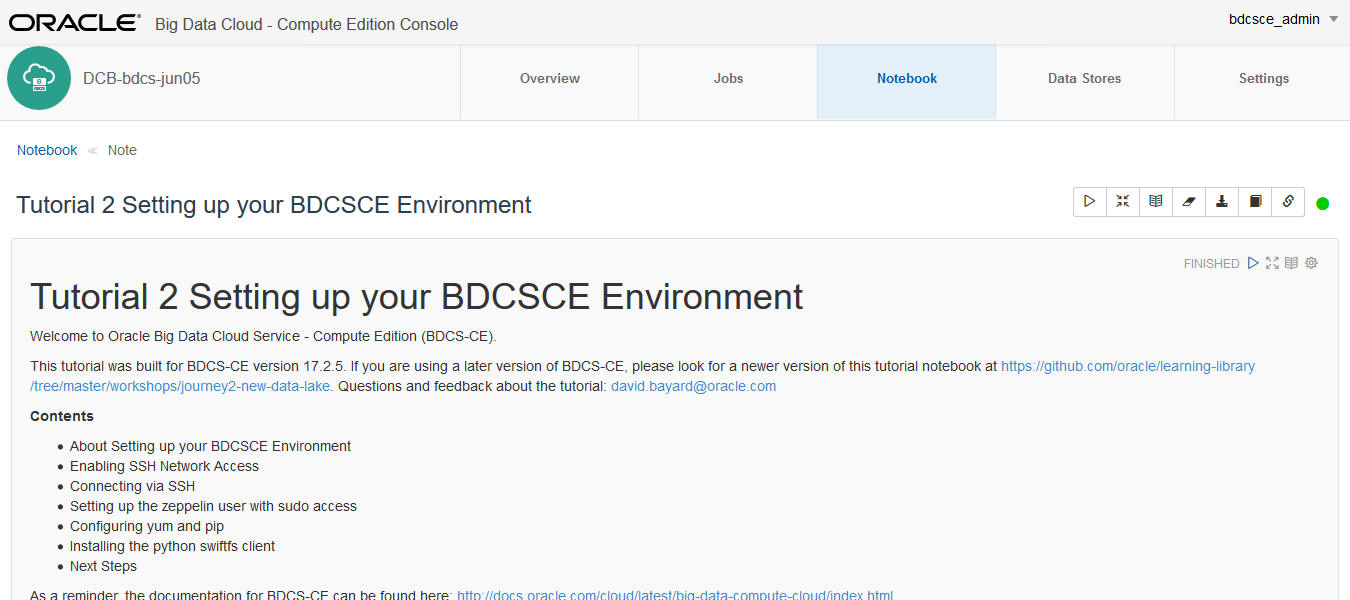 ORACLE® Big Data Cloud - Compute Edition Console
bdcsce_admin
DCB-bdcs-jun05
Overview
Jobs
Notebook
Data Stores
Settings
Notebook ≪ Note
Tutorial 2 Setting up your BDCSCE Environment
FINISHED
Tutorial 2 Setting up your BDCSCE Environment
Welcome to Oracle Big Data Cloud Service - Compute Edition (BDCS-CE).
This tutorial was built for BDCS-CE version 17.2.5. If you are using a later version of BDCS-CE, please look for a newer version of this tutorial notebook at https://github.com/oracle/learning-library
/tree/master/workshops/journey2-new-data-lake. Questions and feedback about the tutorial: david.bayard@oracle.com
Contents
• About Setting up your BDCSCE Environment
• Enabling SSH Network Access
• Connecting via SSH
• Setting up the zeppelin user with sudo access
• Configuring yum and pip
• Installing the python swiftfs client
• Next Steps
As a reminder, the documentation for BDCS-CE can be found here: http://docs.oracle.com/cloud/latest/big-data-compute-cloud/index.html